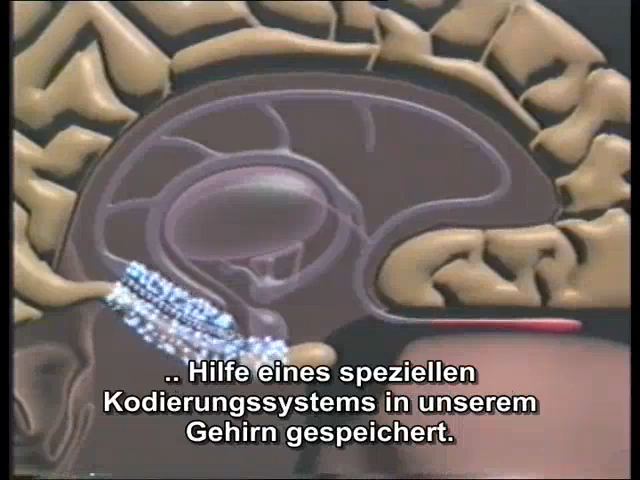 .. Hilfe eines speziellen
Kodierungssystems in unserem
Gehirn gespeichert.